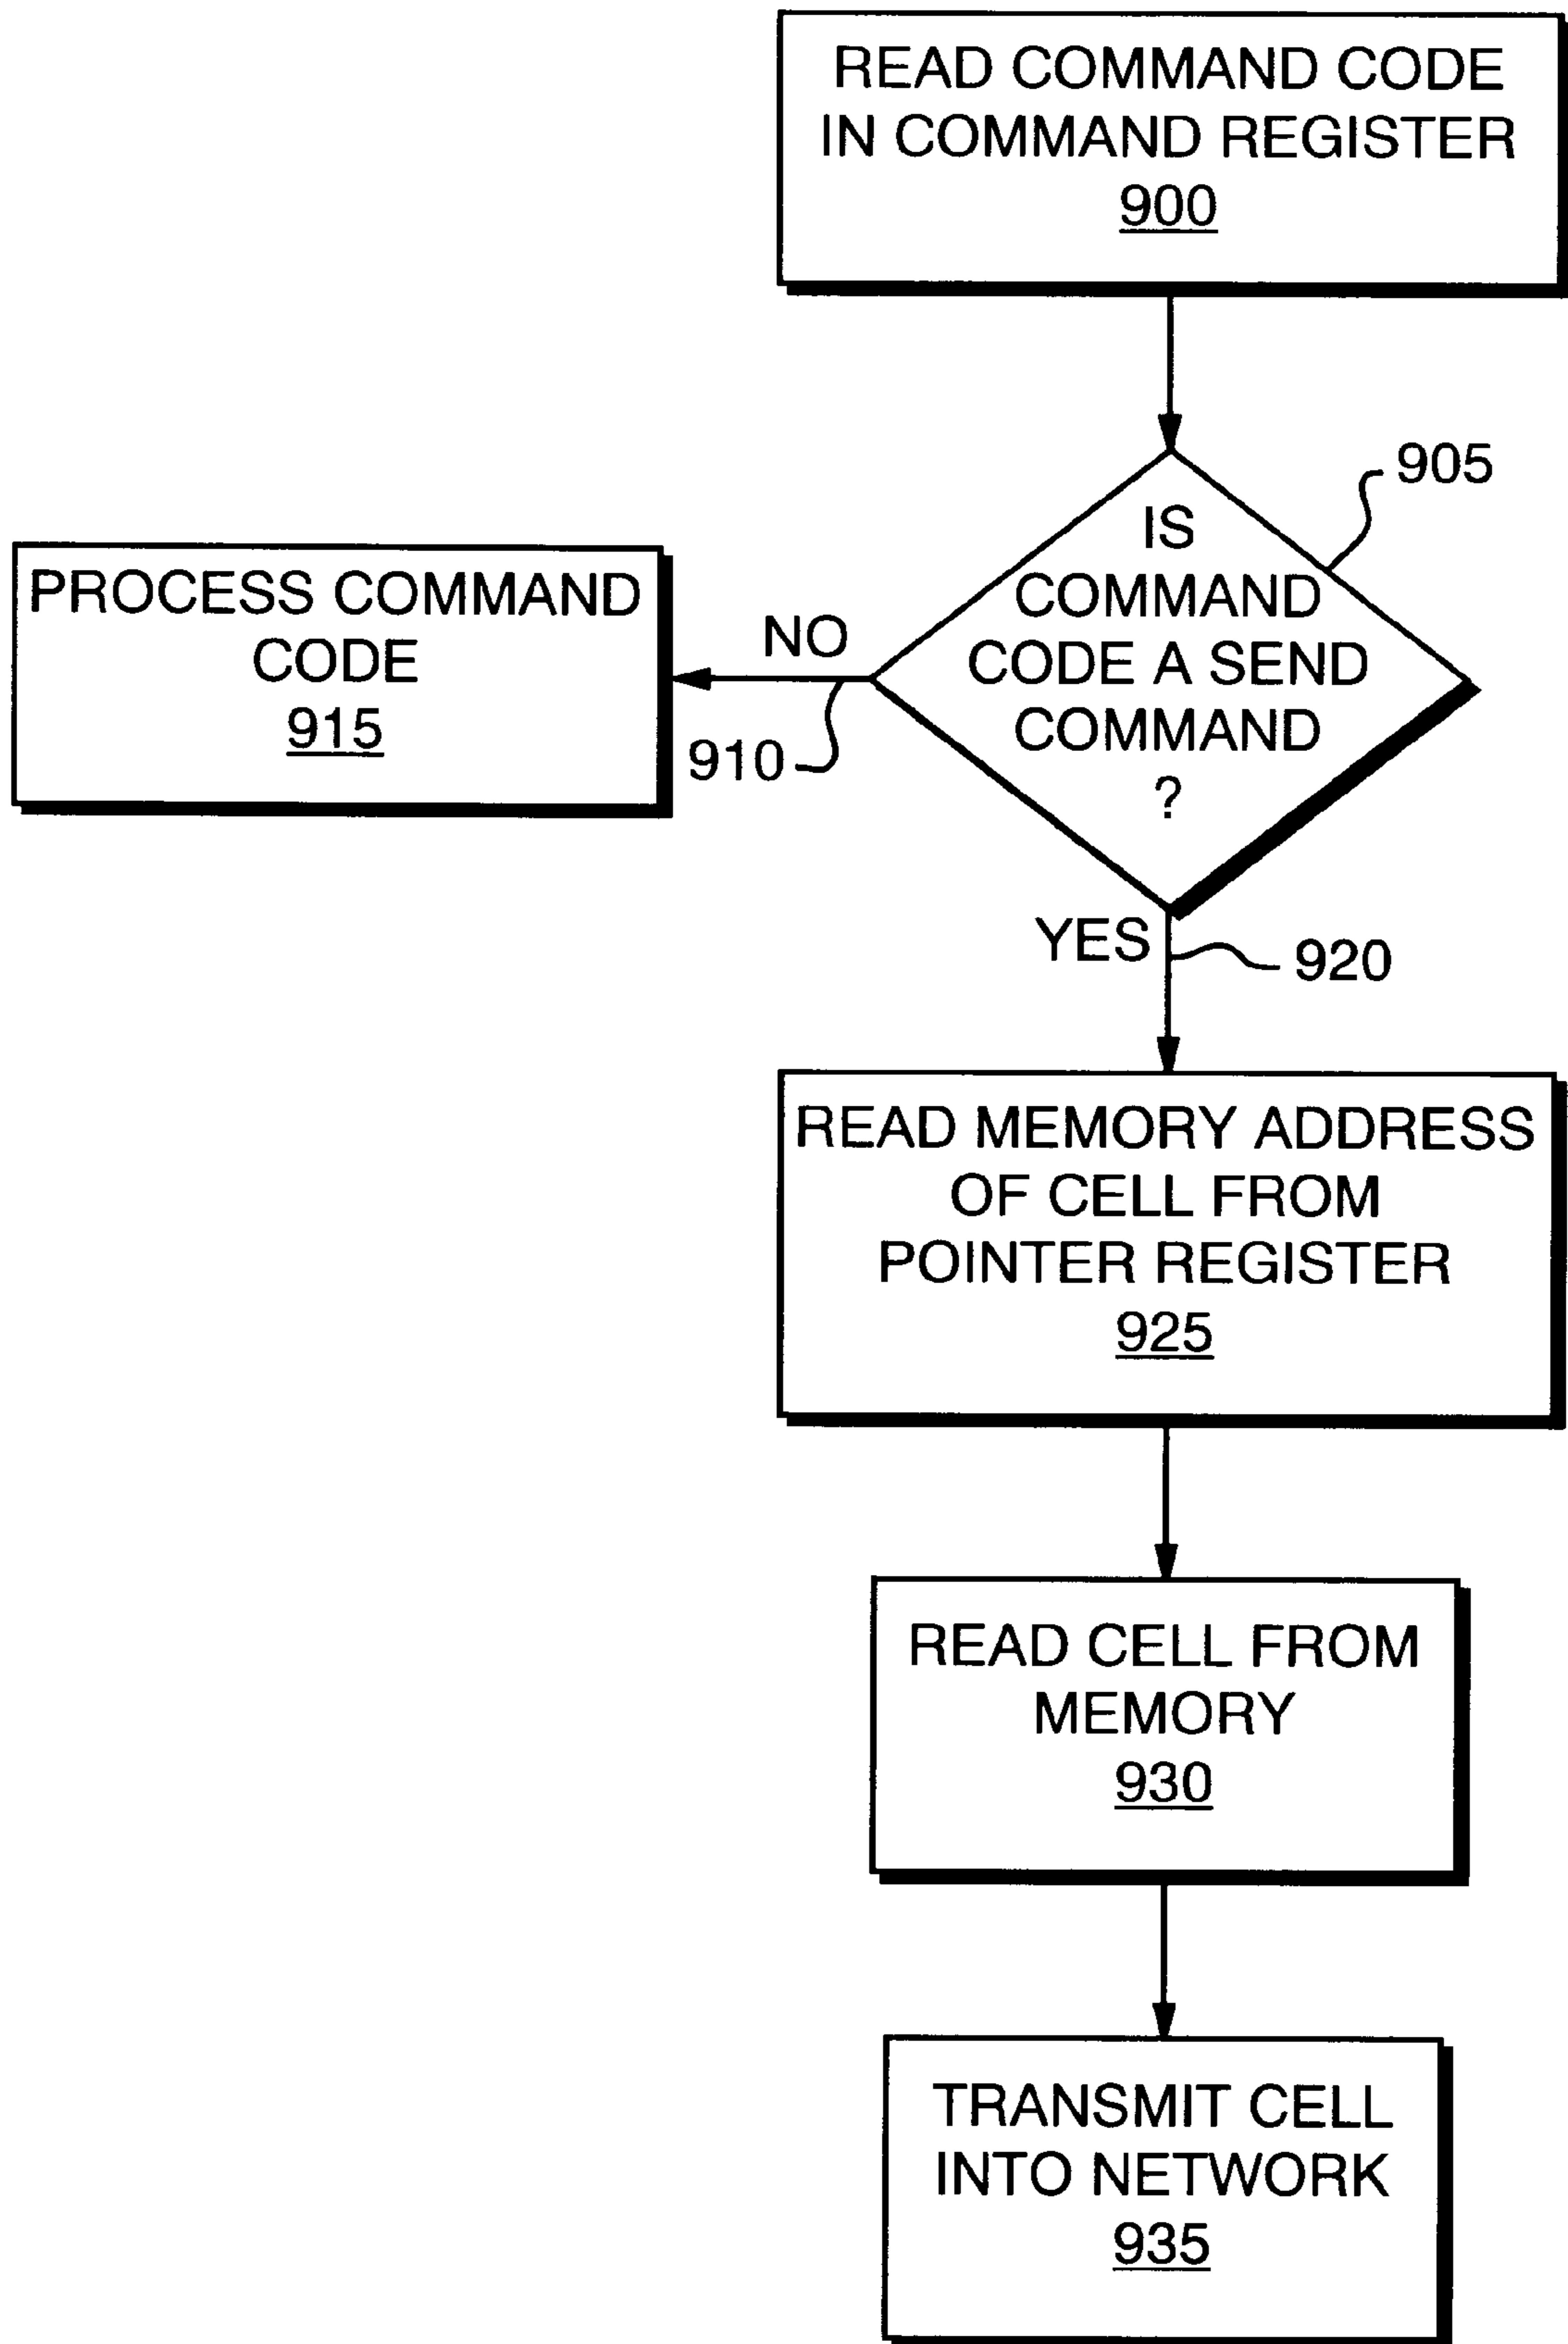 READ COMMAND CODE
IN COMMAND REGISTER
900
905
IS
COMMAND
CODE A SEND
COMMAND
?
NO
910
PROCESS COMMAND
CODE
915
YES
920
READ MEMORY ADDRESS
OF CELL FROM
POINTER REGISTER
925
READ CELL FROM
MEMORY
930
TRANSMIT CELL
INTO NETWORK
935